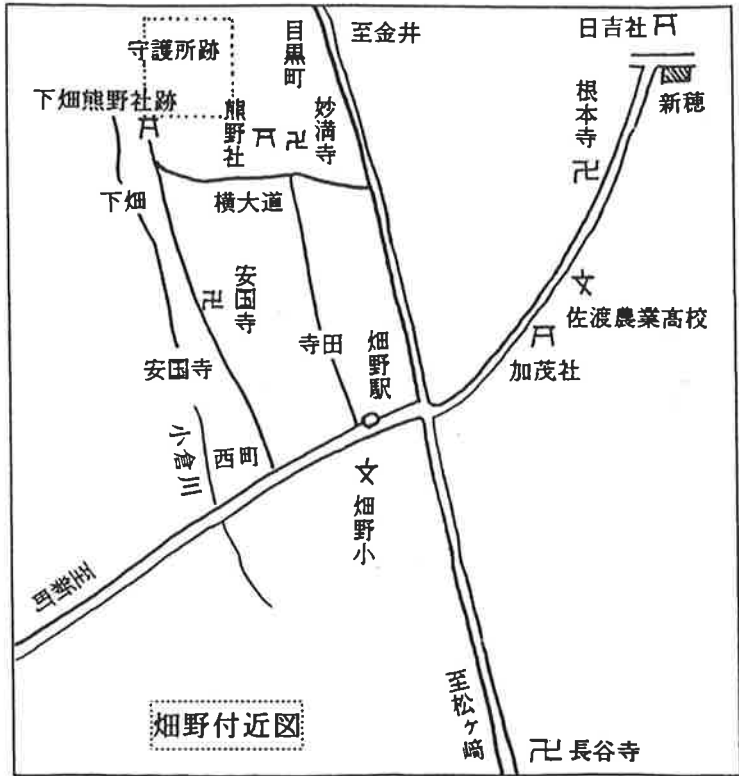 日吉社
目黒町
至金井
守護所跡
新穂
下畑熊野社跡
熊野社
妙満寺
根本寺
下畑
横大道
安国寺
佐渡農業高校
寺田
畑野駅
加茂社
安国寺
小倉川
西町
畑野小
至新町
至松ヶ崎
畑野付近図
長谷寺